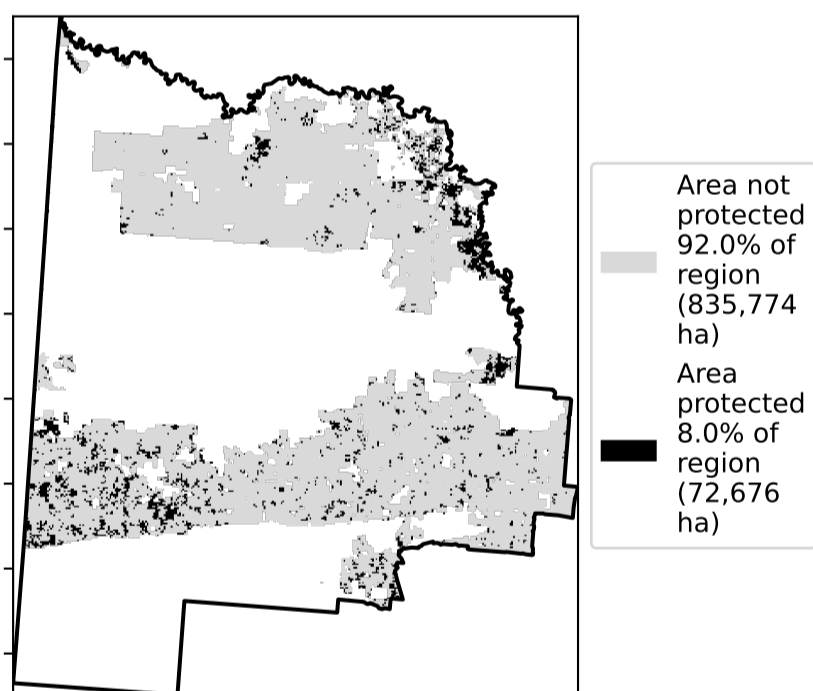 Area not
protected
92.0% of
region
(835,774
ha)
Area
protected
8.0% of
region
(72,676
ha)